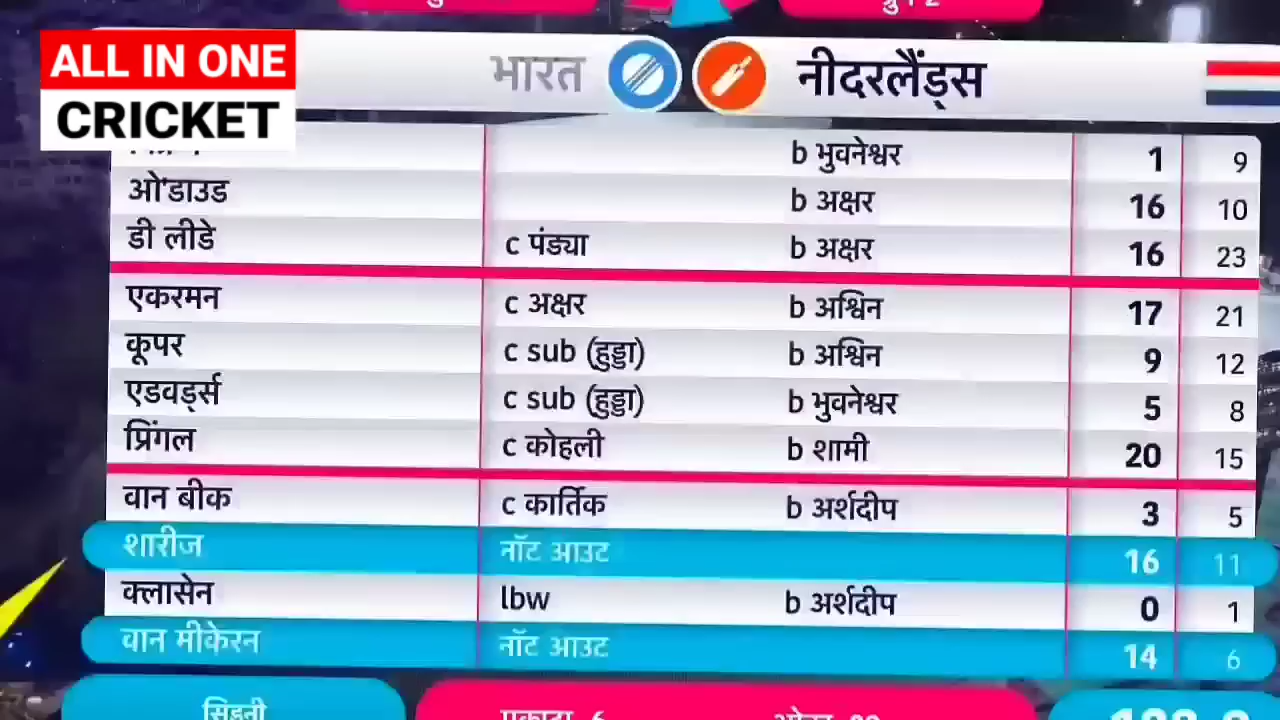 ALL IN ONE
CRICKET
भारत नीदरलैंड्स
b भुवनेश्वर 1 9
ओ'डाउड b अक्षर 16 10
डी लीडे c पंड्या b अक्षर 16 23
एकरमन c अक्षर b अश्विन 17 21
कूपर c sub (हुड्डा) b अश्विन 9 12
एडवर्ड्स c sub (हुड्डा) b भुवनेश्वर 5 8
प्रिंगल c कोहली b शामी 20 15
वान बीक c कार्तिक b अर्शदीप 3 5
शारीज नॉट आउट 16 11
क्लासेन lbw b अर्शदीप 0 1
वान मीकेरन नॉट आउट 14 6
सिडनी